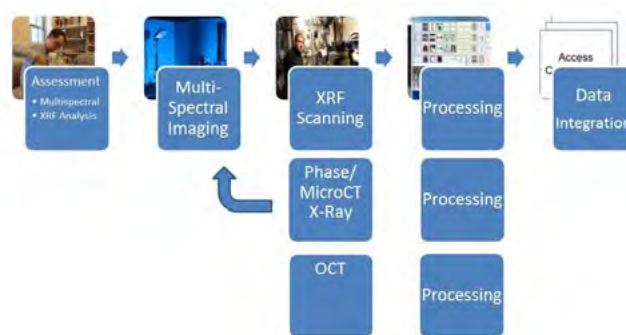 Assessment
• Multispectral
• XRF Analysis
Multi-
Spectral
Imaging
XRF
Scanning
Processing
Access
Data
Integration
Phase/
MicroCT
X-Ray
Processing
OCT
Processing